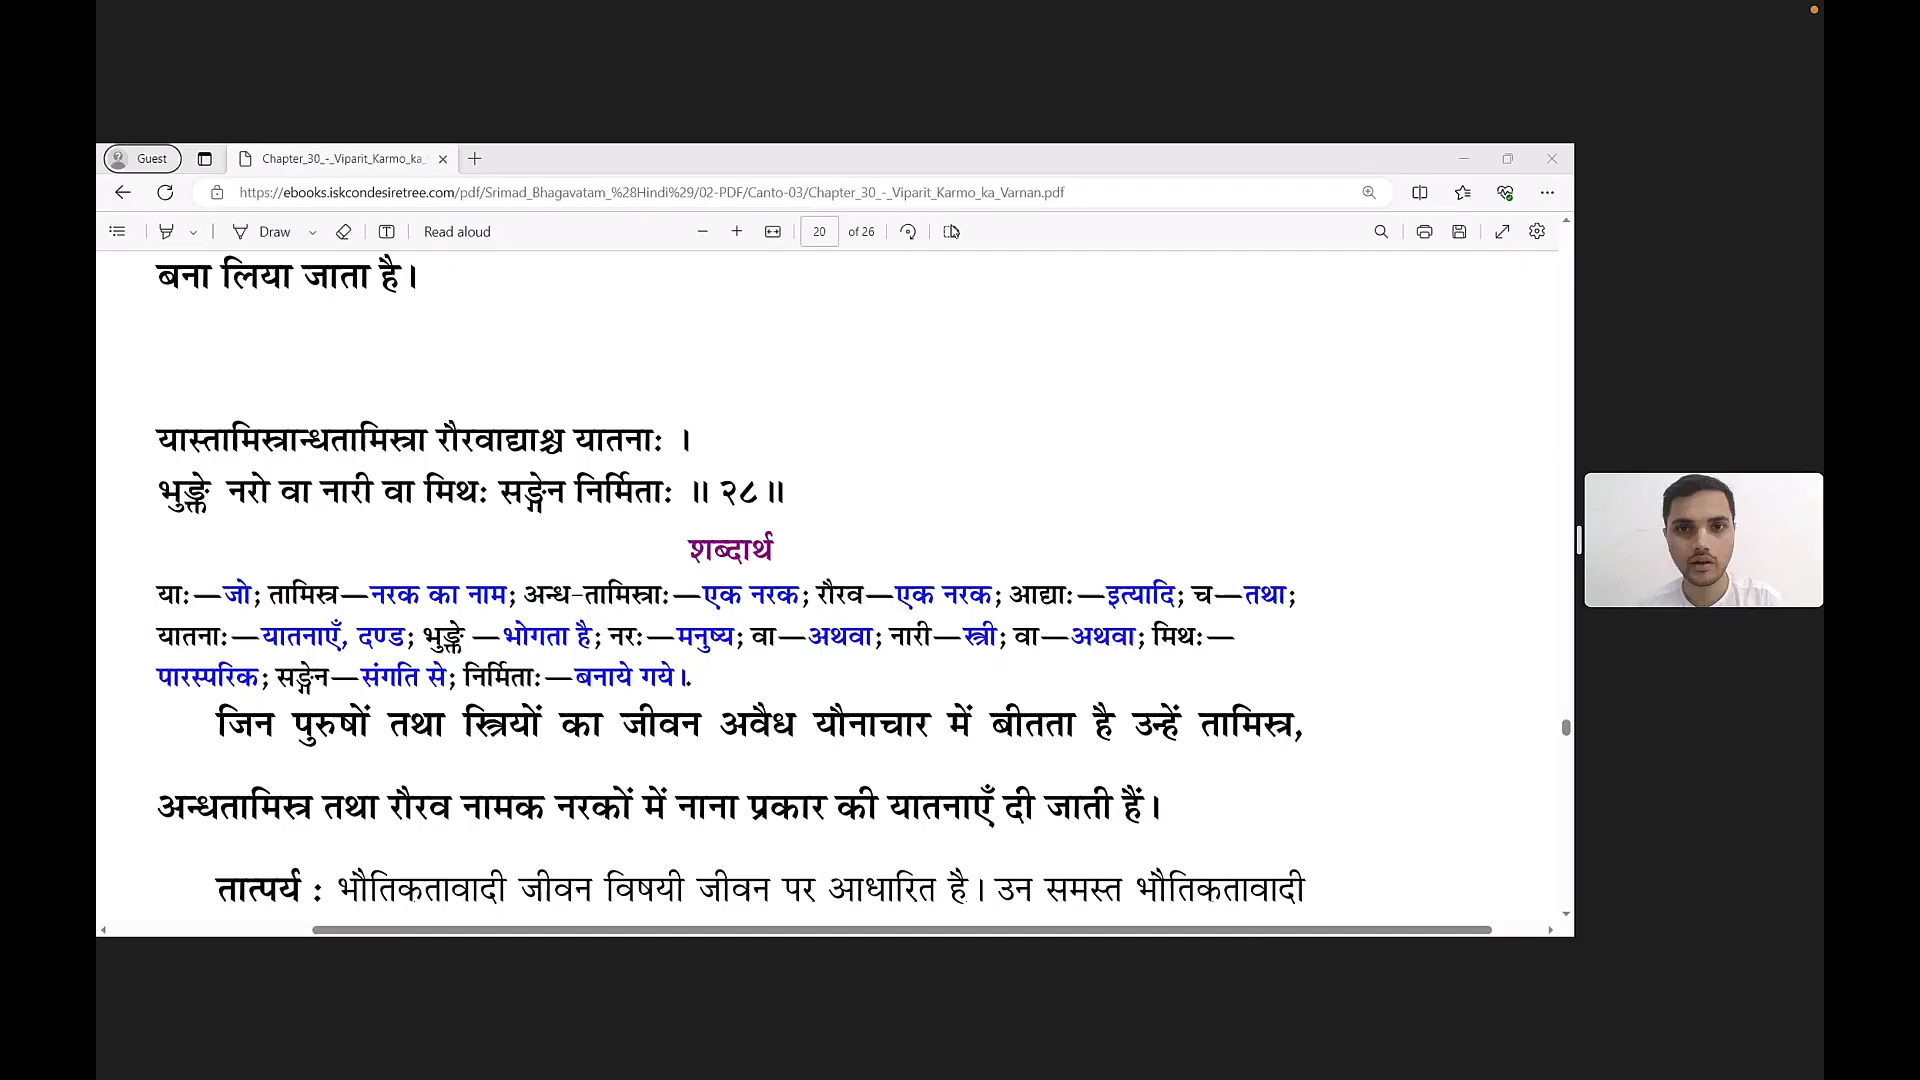 Guest
Chapter_30_-_Viparit_Karmo_ka_
https://ebooks.iskcondesiretree.com/pdf/Srimad_Bhagavatam_%28Hindi%29/02-PDF/Canto-03/Chapter_30_-_Viparit_Karmo_ka_Varnan.pdf
Draw Read aloud 20 of 26
बना लिया जाता है।
यास्तामिस्रान्धतामिस्रा रौरवाद्याश्च यातनाः ।
भुङ्क्ते नरो वा नारी वा मिथः सङ्गेन निर्मिताः ॥ २८॥
शब्दार्थ
याः—जो; तामिस्र—नरक का नाम; अन्ध-तामिस्राः—एक नरक; रौरव—एक नरक; आद्याः—इत्यादि; च—तथा;
यातनाः—यातनाएँ, दण्ड; भुङ्क्ते —भोगता है; नरः—मनुष्य; वा—अथवा; नारी—स्त्री; वा—अथवा; मिथः—
पारस्परिक; सङ्गेन—संगति से; निर्मिताः—बनाये गये।.
जिन पुरुषों तथा स्त्रियों का जीवन अवैध यौनाचार में बीतता है उन्हें तामिस्र,
अन्धतामिस्र तथा रौरव नामक नरकों में नाना प्रकार की यातनाएँ दी जाती हैं।
तात्पर्य : भौतिकतावादी जीवन विषयी जीवन पर आधारित है। उन समस्त भौतिकतावादी